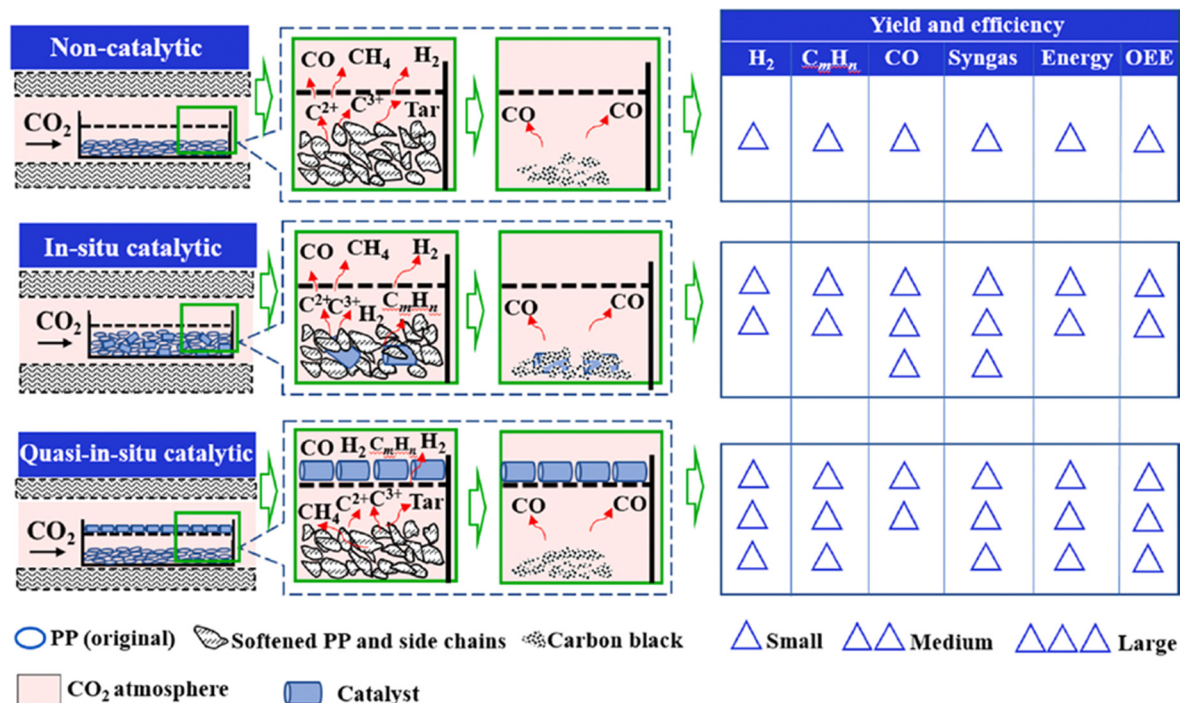 Non-catalytic
CO₂
CO CH₄ H₂
C²⁺ C³⁺ Tar
CO CO
Yield and efficiency
H₂ CₘHₙ CO Syngas Energy OEE
In-situ catalytic
CO₂
CO CH₄ H₂
C²⁺ C³⁺ H₂ CₘHₙ
CO CO
Quasi-in-situ catalytic
CO₂
CO H₂ CₘHₙ H₂
CH₄ C²⁺ C³⁺ Tar
CO CO
PP (original) Softened PP and side chains Carbon black Small Medium Large
CO₂ atmosphere Catalyst